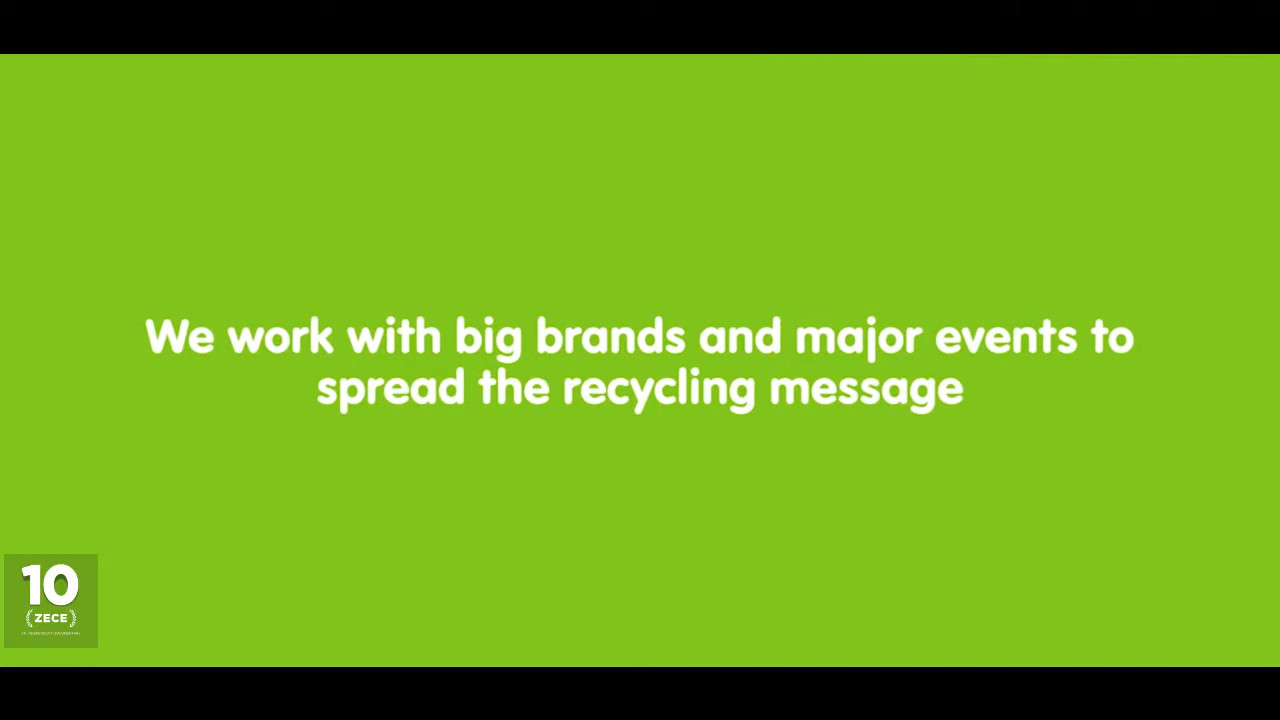 We work with big brands and major events to
spread the recycling message
10
ZECE